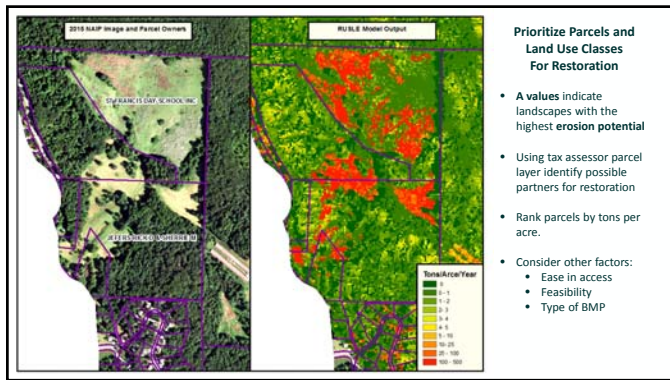 2015 NAIP Image and Parcel Owners
ST FRANCIS DAY SCHOOL INC
RUSLE Model Output
Tons/Arce/Year
0
0 - 1
1 - 2
2 - 3
3 - 4
4 - 5
5 - 10
10 - 25
25 - 100
100 - 500
Prioritize Parcels and
Land Use Classes
For Restoration
• A values indicate
landscapes with the
highest erosion potential
• Using tax assessor parcel
layer identify possible
partners for restoration
• Rank parcels by tons per
acre.
• Consider other factors:
• Ease in access
• Feasibility
• Type of BMP